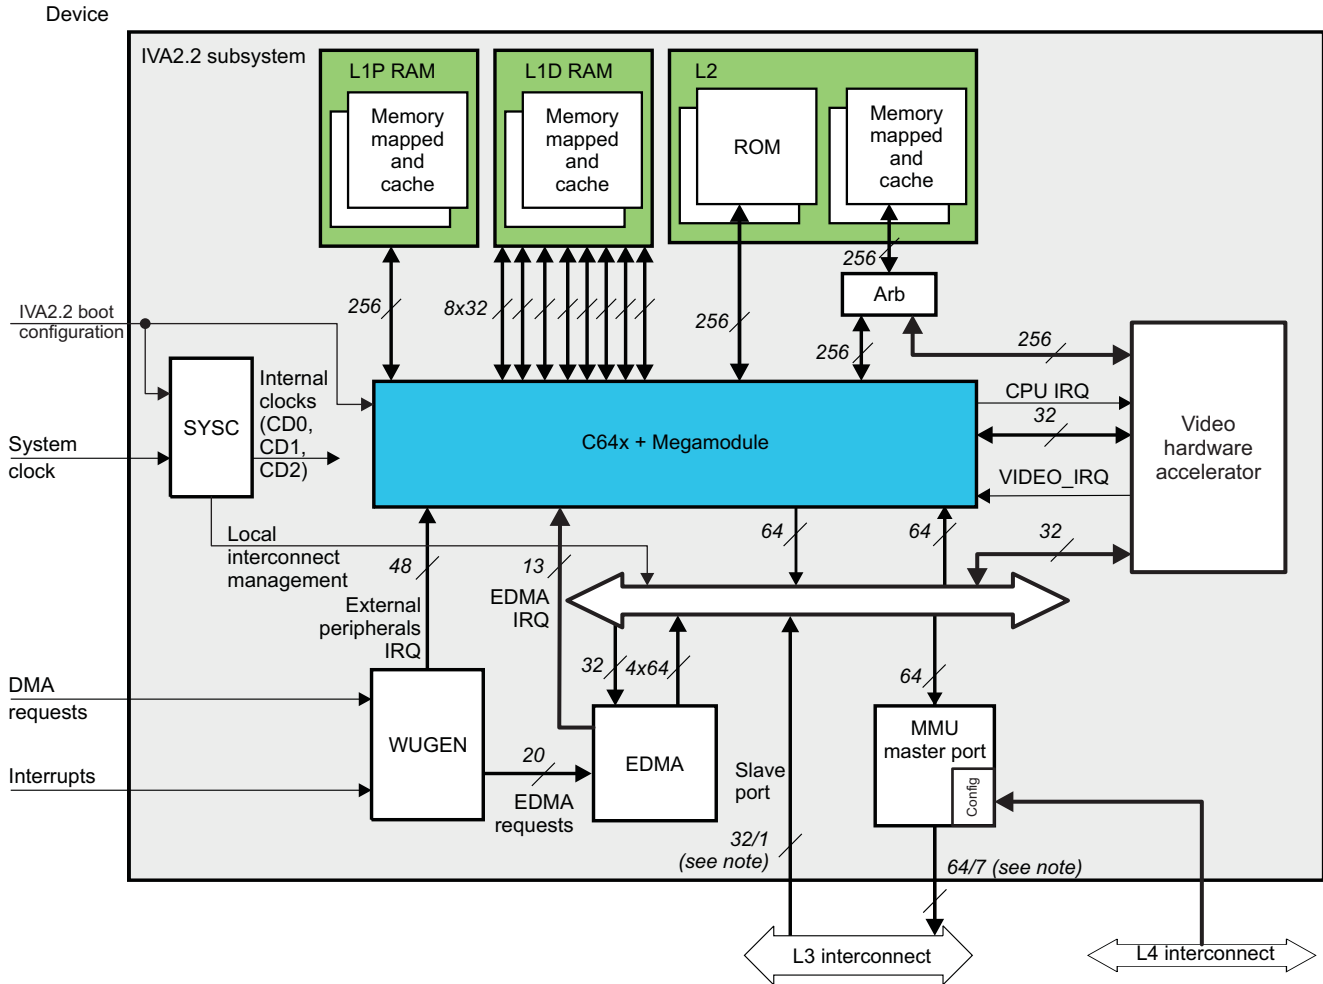 Device
IVA2.2 subsystem
L1P RAM
Memory
mapped
and
cache
L1D RAM
Memory
mapped
and
cache
L2
ROM
Memory
mapped
and
cache
256
Arb
256
8x32
256
256
256
IVA2.2 boot
configuration
SYSC
Internal
clocks
(CD0,
CD1,
CD2)
System
clock
C64x + Megamodule
CPU IRQ
32
VIDEO_IRQ
Video
hardware
accelerator
Local
interconnect
management
48
13
64
64
32
External
peripherals
IRQ
EDMA
IRQ
32
4x64
64
DMA
requests
Interrupts
WUGEN
20
EDMA
requests
EDMA
Slave
port
MMU
master port
Config
32/1
(see note)
64/7 (see note)
L3 interconnect
L4 interconnect